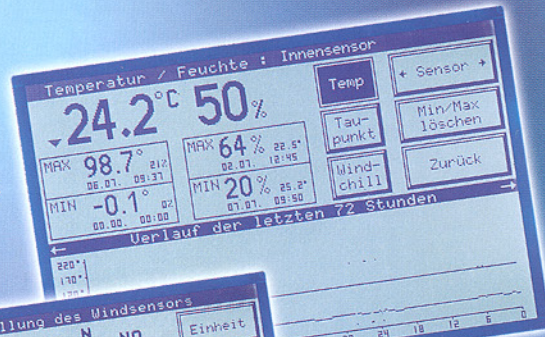 Temperatur / Feuchte : Innensensor
24.2°C 50%
MAX 98.7° 21%
06.07. 09:37
MIN -0.1° 0%
00.00. 00:00
MAX 64% 22.5°
02.07. 12:45
MIN 20% 25.2°
07.07. 09:50
Temp
Tau-
punkt
Wind-
chill
← Sensor →
Min/Max
löschen
Zurück
← Verlauf der letzten 72 Stunden →
220°
170°
24 18 12 6 0
llung des Windsensors
N NO
Einheit